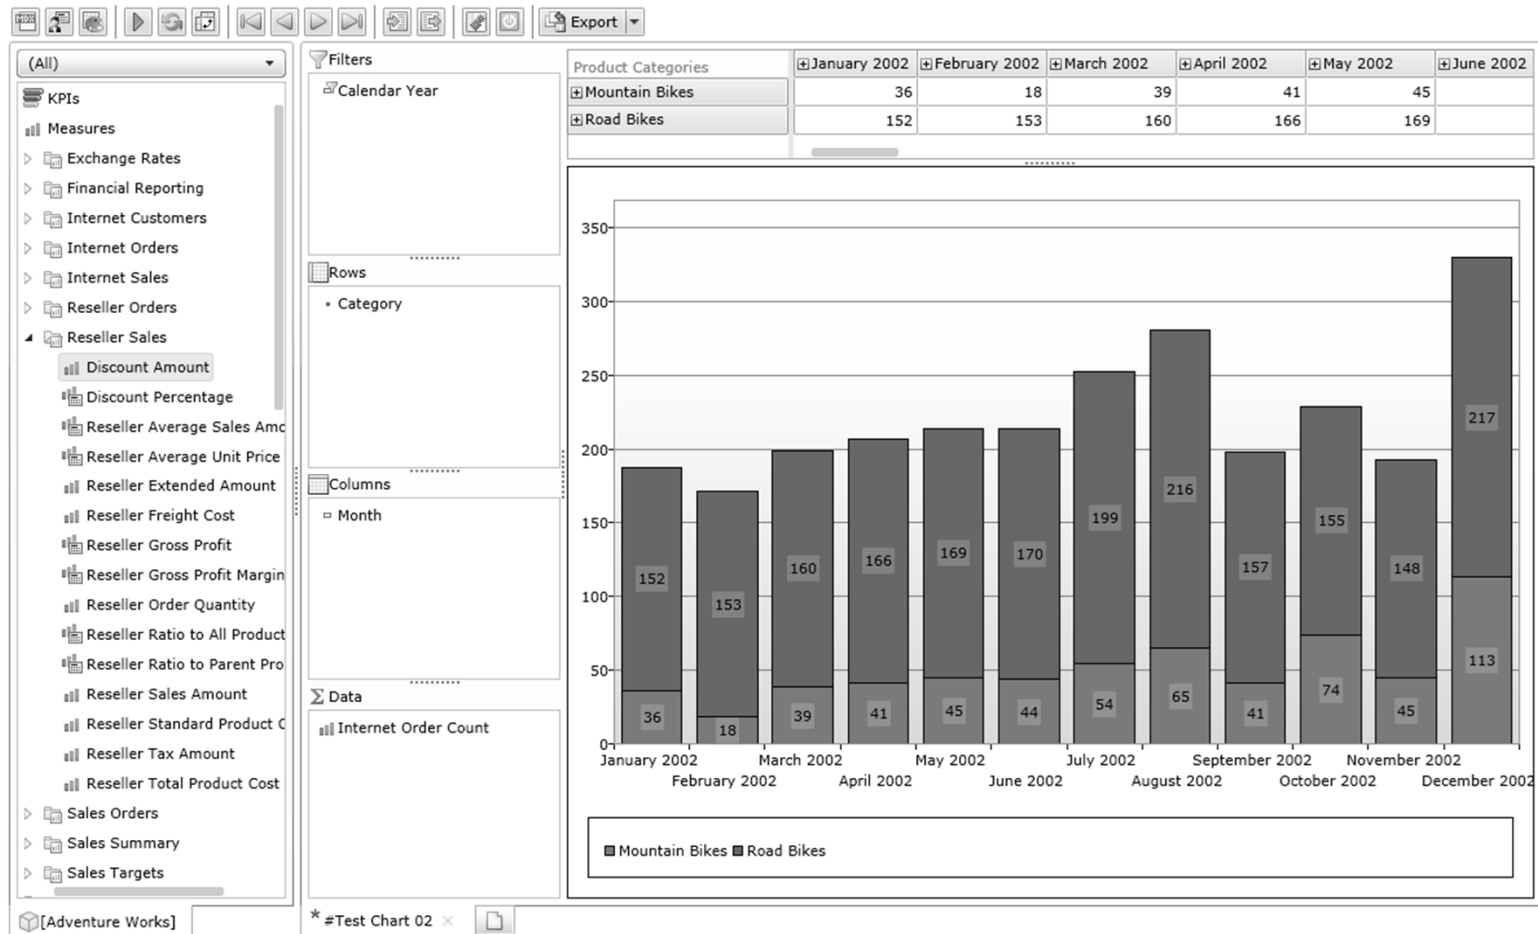 MDX
Export
(All)
KPIs
Measures
Exchange Rates
Financial Reporting
Internet Customers
Internet Orders
Internet Sales
Reseller Orders
Reseller Sales
Discount Amount
Discount Percentage
Reseller Average Sales Amo
Reseller Average Unit Price
Reseller Extended Amount
Reseller Freight Cost
Reseller Gross Profit
Reseller Gross Profit Margin
Reseller Order Quantity
Reseller Ratio to All Product
Reseller Ratio to Parent Pro
Reseller Sales Amount
Reseller Standard Product C
Reseller Tax Amount
Reseller Total Product Cost
Sales Orders
Sales Summary
Sales Targets
[Adventure Works]
Filters
Calendar Year
Rows
Category
Columns
Month
Data
Internet Order Count
* #Test Chart 02
Product Categories January 2002 February 2002 March 2002 April 2002 May 2002 June 2002
Mountain Bikes 36 18 39 41 45
Road Bikes 152 153 160 166 169
350
300
250
200
150
100
50
0
152 153 160 166 169 170 199 216 157 155 148 217
36 18 39 41 45 44 54 65 41 74 45 113
January 2002 March 2002 May 2002 July 2002 September 2002 November 2002
February 2002 April 2002 June 2002 August 2002 October 2002 December 2002
Mountain Bikes Road Bikes